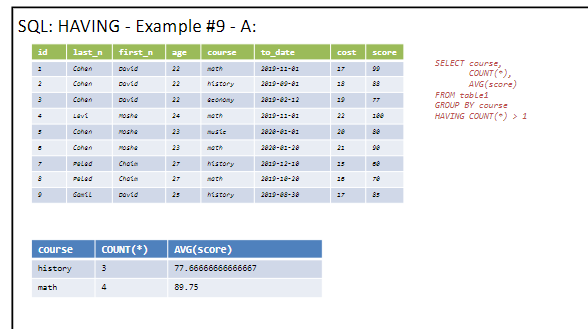 SQL: HAVING - Example #9 - A:
id last_n first_n age course to_date cost score
1 Cohen David 22 math 2019-11-01 17 99
2 Cohen David 22 history 2019-09-01 18 88
3 Cohen David 22 economy 2019-02-12 19 77
4 Levi Moshe 24 math 2019-11-01 22 100
5 Cohen Moshe 23 music 2020-01-01 20 80
6 Cohen Moshe 23 math 2020-01-20 21 90
7 Peled Chaim 27 history 2019-12-10 15 60
8 Peled Chaim 27 math 2019-10-20 16 70
9 Gamil David 25 history 2019-08-30 17 85
SELECT course,
COUNT(*),
AVG(score)
FROM table1
GROUP BY course
HAVING COUNT(*) > 1
course COUNT(*) AVG(score)
history 3 77.66666666666667
math 4 89.75